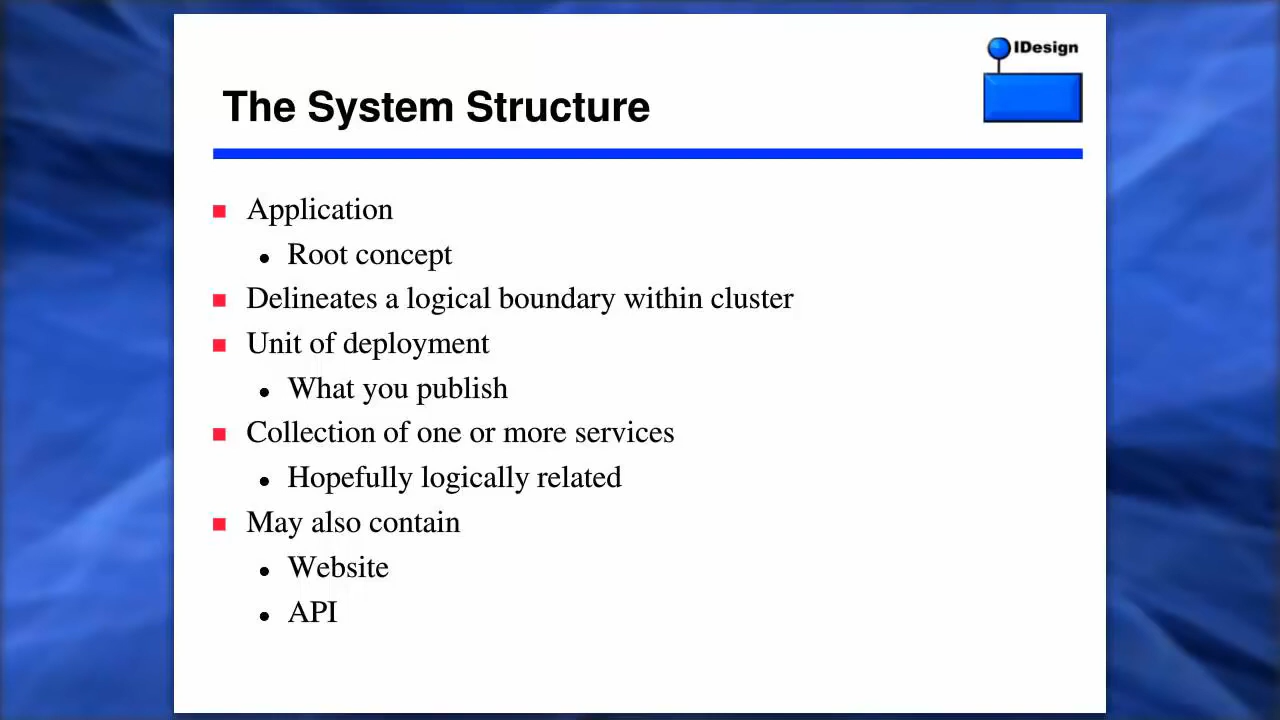 IDesign
The System Structure
Application
Root concept
Delineates a logical boundary within cluster
Unit of deployment
What you publish
Collection of one or more services
Hopefully logically related
May also contain
Website
API